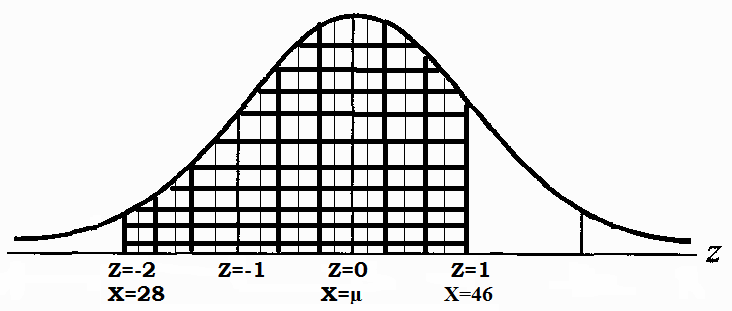 Z
Z=-2 Z=-1 Z=0 Z=1
X=28 X=μ X=46